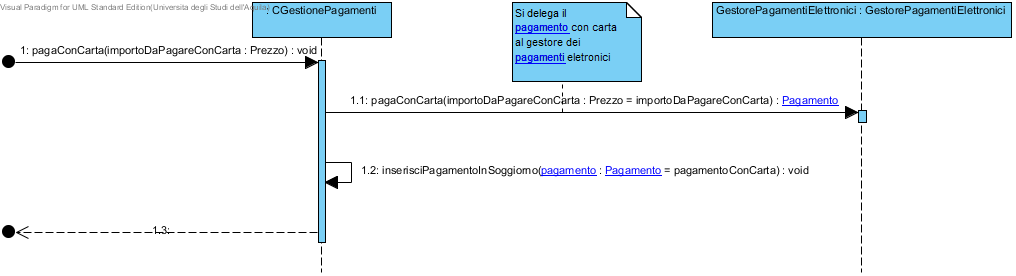 Visual Paradigm for UML Standard Edition(Universita degli Studi dell'Aquila)
: CGestionePagamenti
Si delega il
pagamento con carta
al gestore dei
pagamenti eletronici
GestorePagamentiElettronici : GestorePagamentiElettronici
1: pagaConCarta(importoDaPagareConCarta : Prezzo) : void
1.1: pagaConCarta(importoDaPagareConCarta : Prezzo = importoDaPagareConCarta) : Pagamento
1.2: inserisciPagamentoInSoggiorno(pagamento : Pagamento = pagamentoConCarta) : void
1.3: